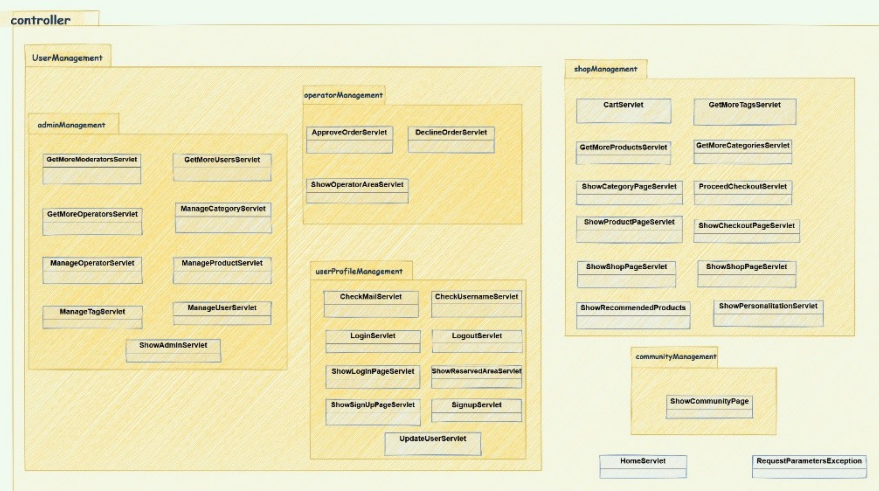 controller
UserManagement
adminManagement
GetMoreModeratorsServlet
GetMoreUsersServlet
GetMoreOperatorsServlet
ManageCategoryServlet
ManageOperatorServlet
ManageProductServlet
ManageTagServlet
ManageUserServlet
ShowAdminServlet
operatorManagement
ApproveOrderServlet
DeclineOrderServlet
ShowOperatorAreaServlet
userProfileManagement
CheckMailServlet
CheckUsernameServlet
LoginServlet
LogoutServlet
ShowLoginPageServlet
ShowReservedAreaServlet
ShowSignUpPageServlet
SignupServlet
UpdateUserServlet
shopManagement
CartServlet
GetMoreTagsServlet
GetMoreProductsServlet
GetMoreCategoriesServlet
ShowCategoryPageServlet
ProceedCheckoutServlet
ShowProductPageServlet
ShowCheckoutPageServlet
ShowShopPageServlet
ShowShopPageServlet
ShowRecommendedProducts
ShowPersonalitationServlet
communityManagement
ShowCommunityPage
HomeServlet
RequestParametersException